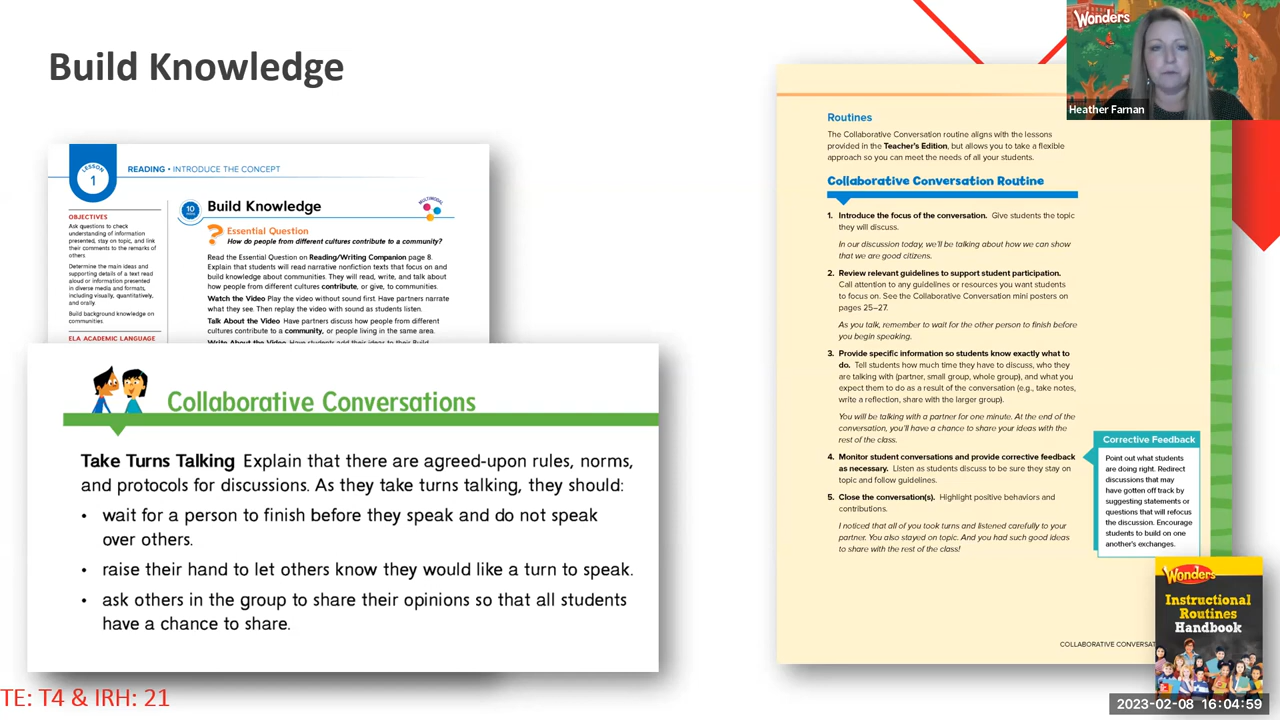 Build Knowledge
LESSON
1
READING • INTRODUCE THE CONCEPT
OBJECTIVES
Ask questions to check
understanding of information
presented, stay on topic, and link
their comments to the remarks of
others
Determine the main ideas and
supporting details of a text read
aloud or information presented
in diverse media and formats,
including visually, quantitatively,
and orally.
Build background knowledge on
communities.
ELA ACADEMIC LANGUAGE
10
MINS
Build Knowledge
MULTIMODAL
? Essential Question
How do people from different cultures contribute to a community?
Read the Essential Question on Reading/Writing Companion page 8.
Explain that students will read narrative nonfiction texts that focus on and
build knowledge about communities. They will read, write, and talk about
how people from different cultures contribute, or give, to communities.
Watch the Video Play the video without sound first. Have partners narrate
what they see. Then replay the video with sound as students listen.
Talk About the Video Have partners discuss how people from different
cultures contribute to a community, or people living in the same area.
Write About the Video Have students add their ideas to their Build
Collaborative Conversations
Take Turns Talking Explain that there are agreed-upon rules, norms,
and protocols for discussions. As they take turns talking, they should:
• wait for a person to finish before they speak and do not speak
over others.
• raise their hand to let others know they would like a turn to speak.
• ask others in the group to share their opinions so that all students
have a chance to share.
TE: T4 & IRH: 21
Routines
The Collaborative Conversation routine aligns with the lessons
provided in the Teacher's Edition, but allows you to take a flexible
approach so you can meet the needs of all your students.
Collaborative Conversation Routine
1. Introduce the focus of the conversation. Give students the topic
they will discuss.
In our discussion today, we'll be talking about how we can show
that we are good citizens.
2. Review relevant guidelines to support student participation.
Call attention to any guidelines or resources you want students
to focus on. See the Collaborative Conversation mini posters on
pages 25–27.
As you talk, remember to wait for the other person to finish before
you begin speaking.
3. Provide specific information so students know exactly what to
do. Tell students how much time they have to discuss, who they
are talking with (partner, small group, whole group), and what you
expect them to do as a result of the conversation (e.g., take notes,
write a reflection, share with the larger group).
You will be talking with a partner for one minute. At the end of the
conversation, you'll have a chance to share your ideas with the
rest of the class.
4. Monitor student conversations and provide corrective feedback
as necessary. Listen as students discuss to be sure they stay on
topic and follow guidelines.
5. Close the conversation(s). Highlight positive behaviors and
contributions.
I noticed that all of you took turns and listened carefully to your
partner. You also stayed on topic. And you had such good ideas
to share with the rest of the class!
Corrective Feedback
Point out what students
are doing right. Redirect
discussions that may
have gotten off track by
suggesting statements or
questions that will refocus
the discussion. Encourage
students to build on one
another's exchanges.
COLLABORATIVE CONVERSAT
Wonders
Instructional
Routines
Handbook
Wonders
Heather Farnan
2023-02-08 16:04:59